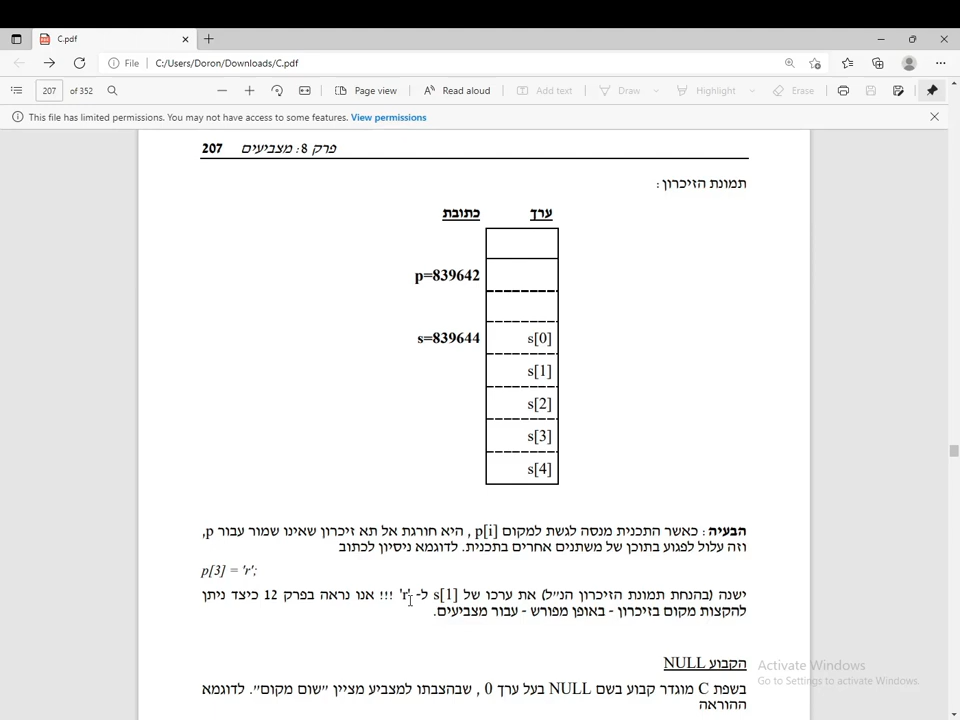 C.pdf
File C:/Users/Doron/Downloads/C.pdf
207 of 352 Page view Read aloud Add text Draw Highlight Erase
This file has limited permissions. You may not have access to some features. View permissions
פרק 8: מצביעים 207
תמונת הזיכרון:
ערך כתובת
p=839642
s=839644 s[0]
s[1]
s[2]
s[3]
s[4]
הבעיה: כאשר התכנית מנסה לגשת למקום p[i], היא חורגת אל תא זיכרון שאינו שמור עבור p,
וזה עלול לפגוע בתוכן של משתנים אחרים בתכנית. לדוגמא ניסיון לכתוב
p[3] = 'r';
ישנה (בהנחת תמונת הזיכרון הנ"ל) את ערכו של s[1] ל- 'r' !!! אנו נראה בפרק 12 כיצד ניתן
להקצות מקום בזיכרון - באופן מפורש - עבור מצביעים.
הקבוע NULL
בשפת C מוגדר קבוע בשם NULL בעל ערך 0, שבהצבתו למצביע מציין "שום מקום". לדוגמא
ההוראה
Activate Windows
Go to Settings to activate Windows.